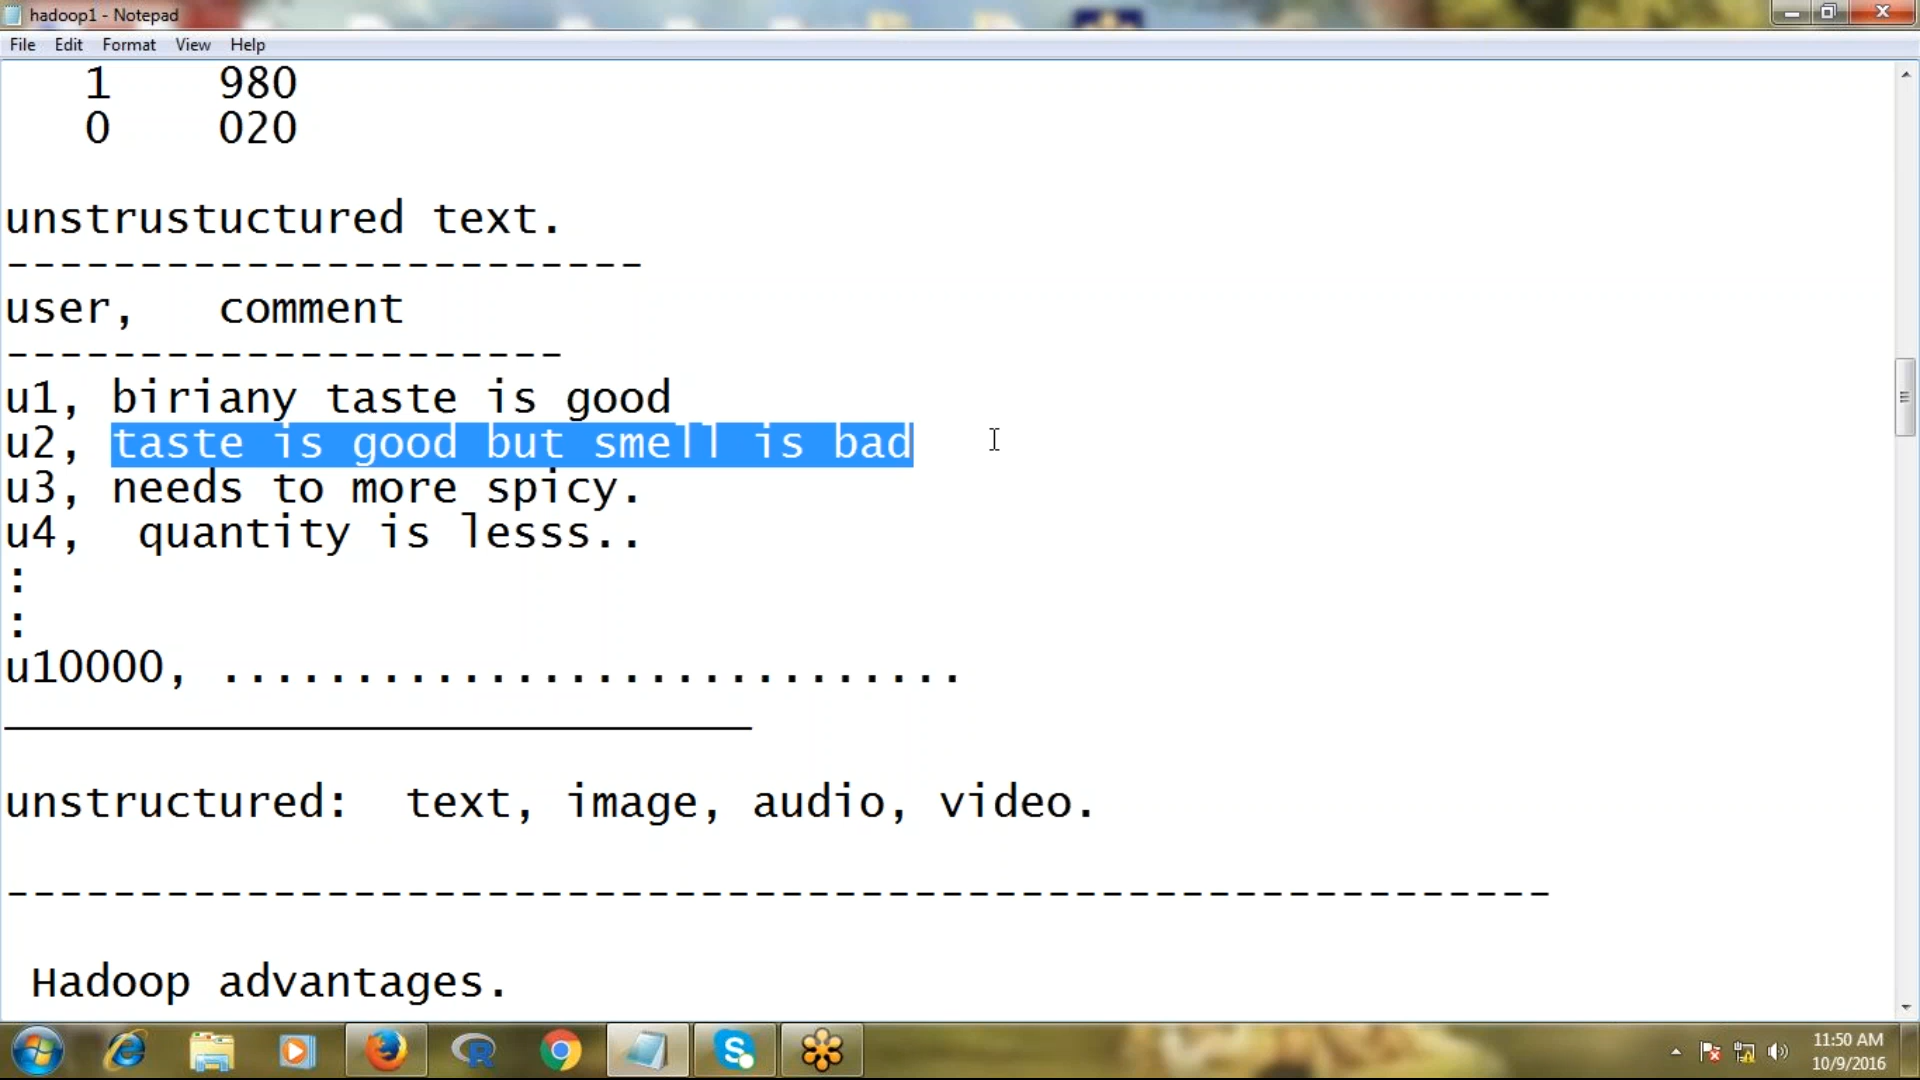 hadoop1 - Notepad
File Edit Format View Help
1 980
0 020
unstrustuctured text.
------------------------
user, comment
---------------------
u1, biriany taste is good
u2, taste is good but smell is bad
u3, needs to more spicy.
u4, quantity is lesss..
:
:
u10000, ............................
____________________________
unstructured: text, image, audio, video.
----------------------------------------------------------
Hadoop advantages.
11:50 AM
10/9/2016